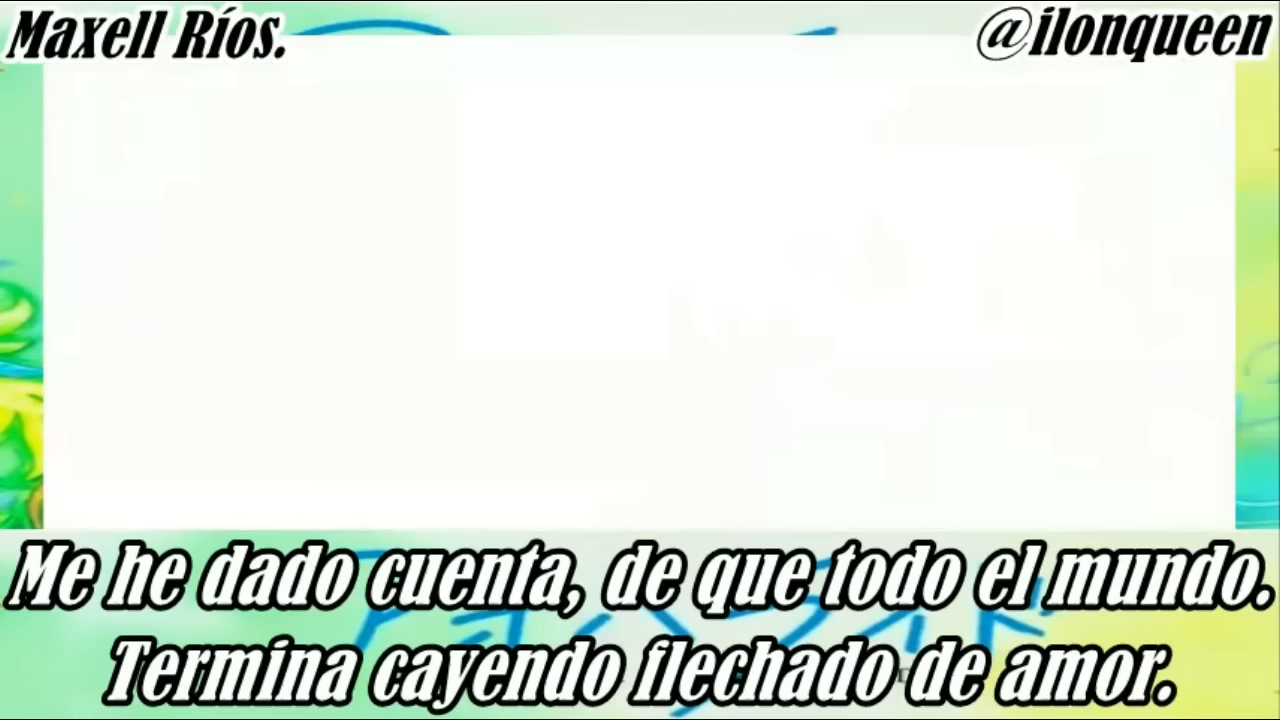 Maxell Ríos.
@ilonqueen
Me he dado cuenta, de que todo el mundo.
Termina cayendo flechado de amor.